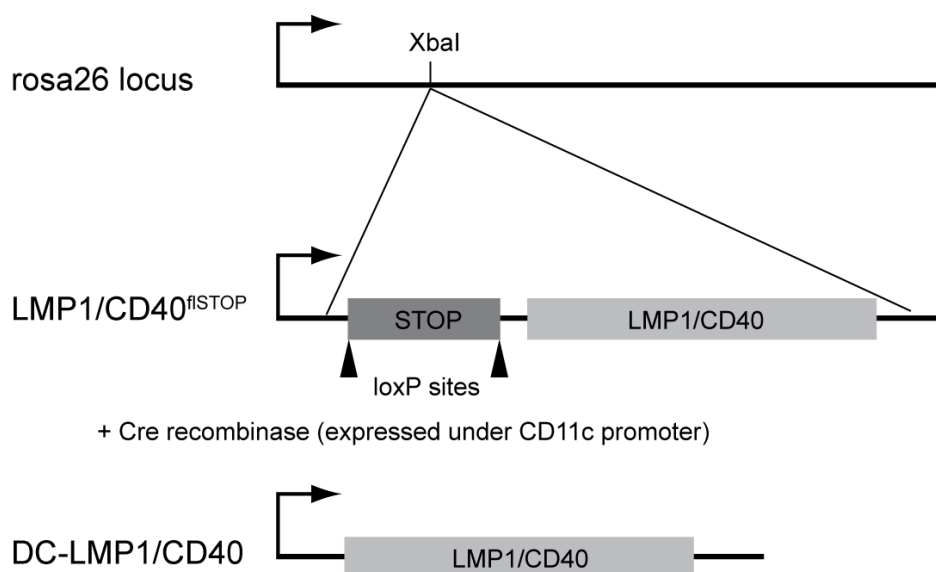 XbaI
rosa26 locus
LMP1/CD40flSTOP
STOP
LMP1/CD40
loxP sites
+ Cre recombinase (expressed under CD11c promoter)
DC-LMP1/CD40
LMP1/CD40